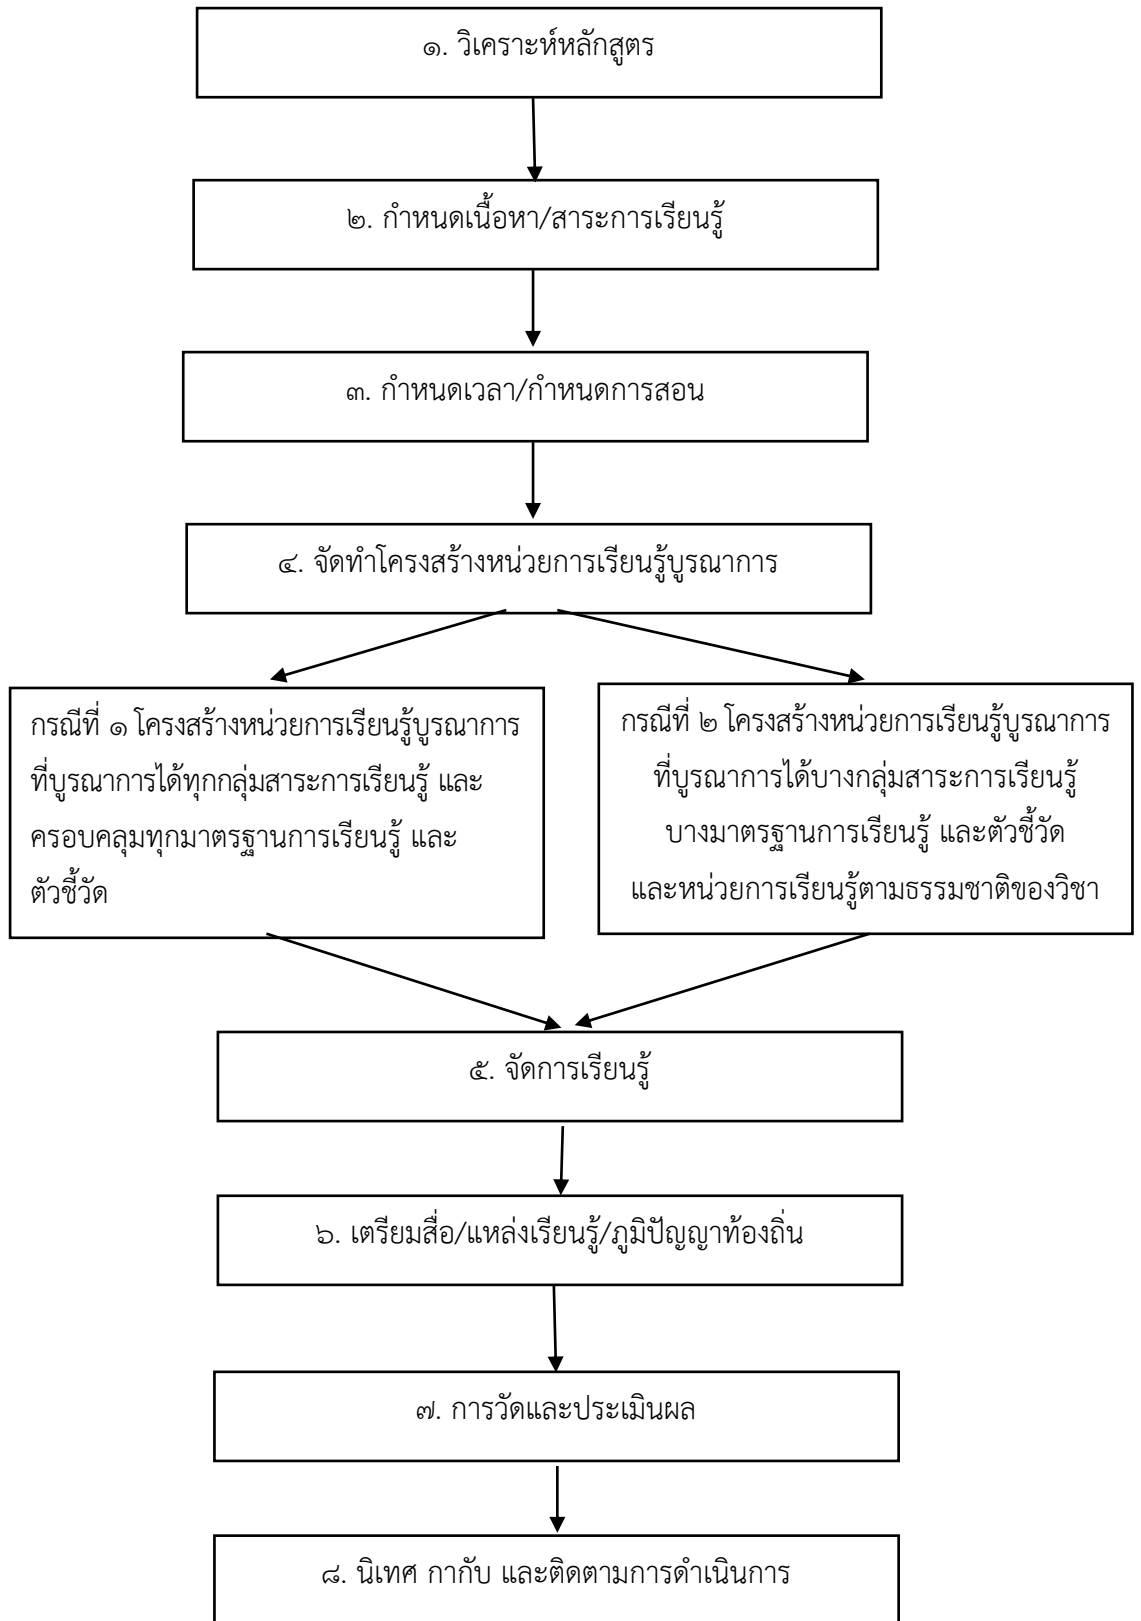 ๑. วิเคราะห์หลักสูตร
๒. กำหนดเนื้อหา/สาระการเรียนรู้
๓. กำหนดเวลา/กำหนดการสอน
๔. จัดทำโครงสร้างหน่วยการเรียนรู้บูรณาการ
กรณีที่ ๑ โครงสร้างหน่วยการเรียนรู้บูรณาการ
ที่บูรณาการได้ทุกกลุ่มสาระการเรียนรู้ และ
ครอบคลุมทุกมาตรฐานการเรียนรู้ และ
ตัวชี้วัด
กรณีที่ ๒ โครงสร้างหน่วยการเรียนรู้บูรณาการ
ที่บูรณาการได้บางกลุ่มสาระการเรียนรู้
บางมาตรฐานการเรียนรู้ และตัวชี้วัด
และหน่วยการเรียนรู้ตามธรรมชาติของวิชา
๕. จัดการเรียนรู้
๖. เตรียมสื่อ/แหล่งเรียนรู้/ภูมิปัญญาท้องถิ่น
๗. การวัดและประเมินผล
๘. นิเทศ กากับ และติดตามการดำเนินการ